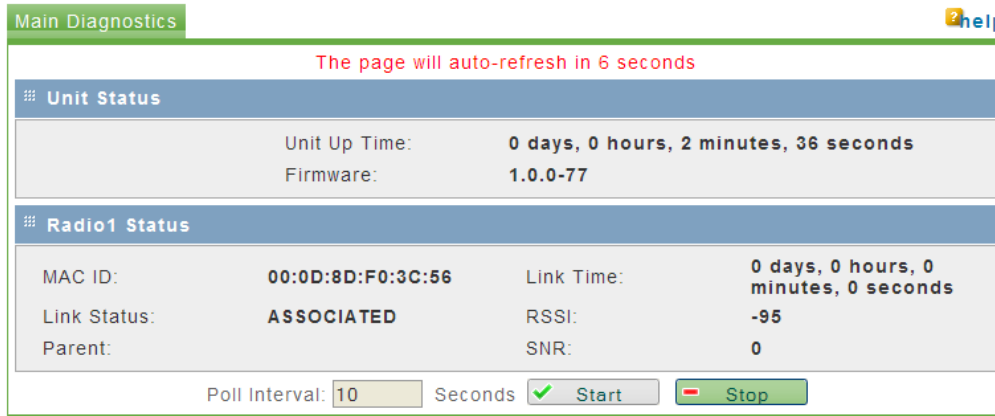 Main Diagnostics
help
The page will auto-refresh in 6 seconds
Unit Status
Unit Up Time: 0 days, 0 hours, 2 minutes, 36 seconds
Firmware: 1.0.0-77
Radio1 Status
MAC ID: 00:0D:8D:F0:3C:56 Link Time: 0 days, 0 hours, 0
minutes, 0 seconds
Link Status: ASSOCIATED RSSI: -95
Parent: SNR: 0
Poll Interval: 10 Seconds Start Stop